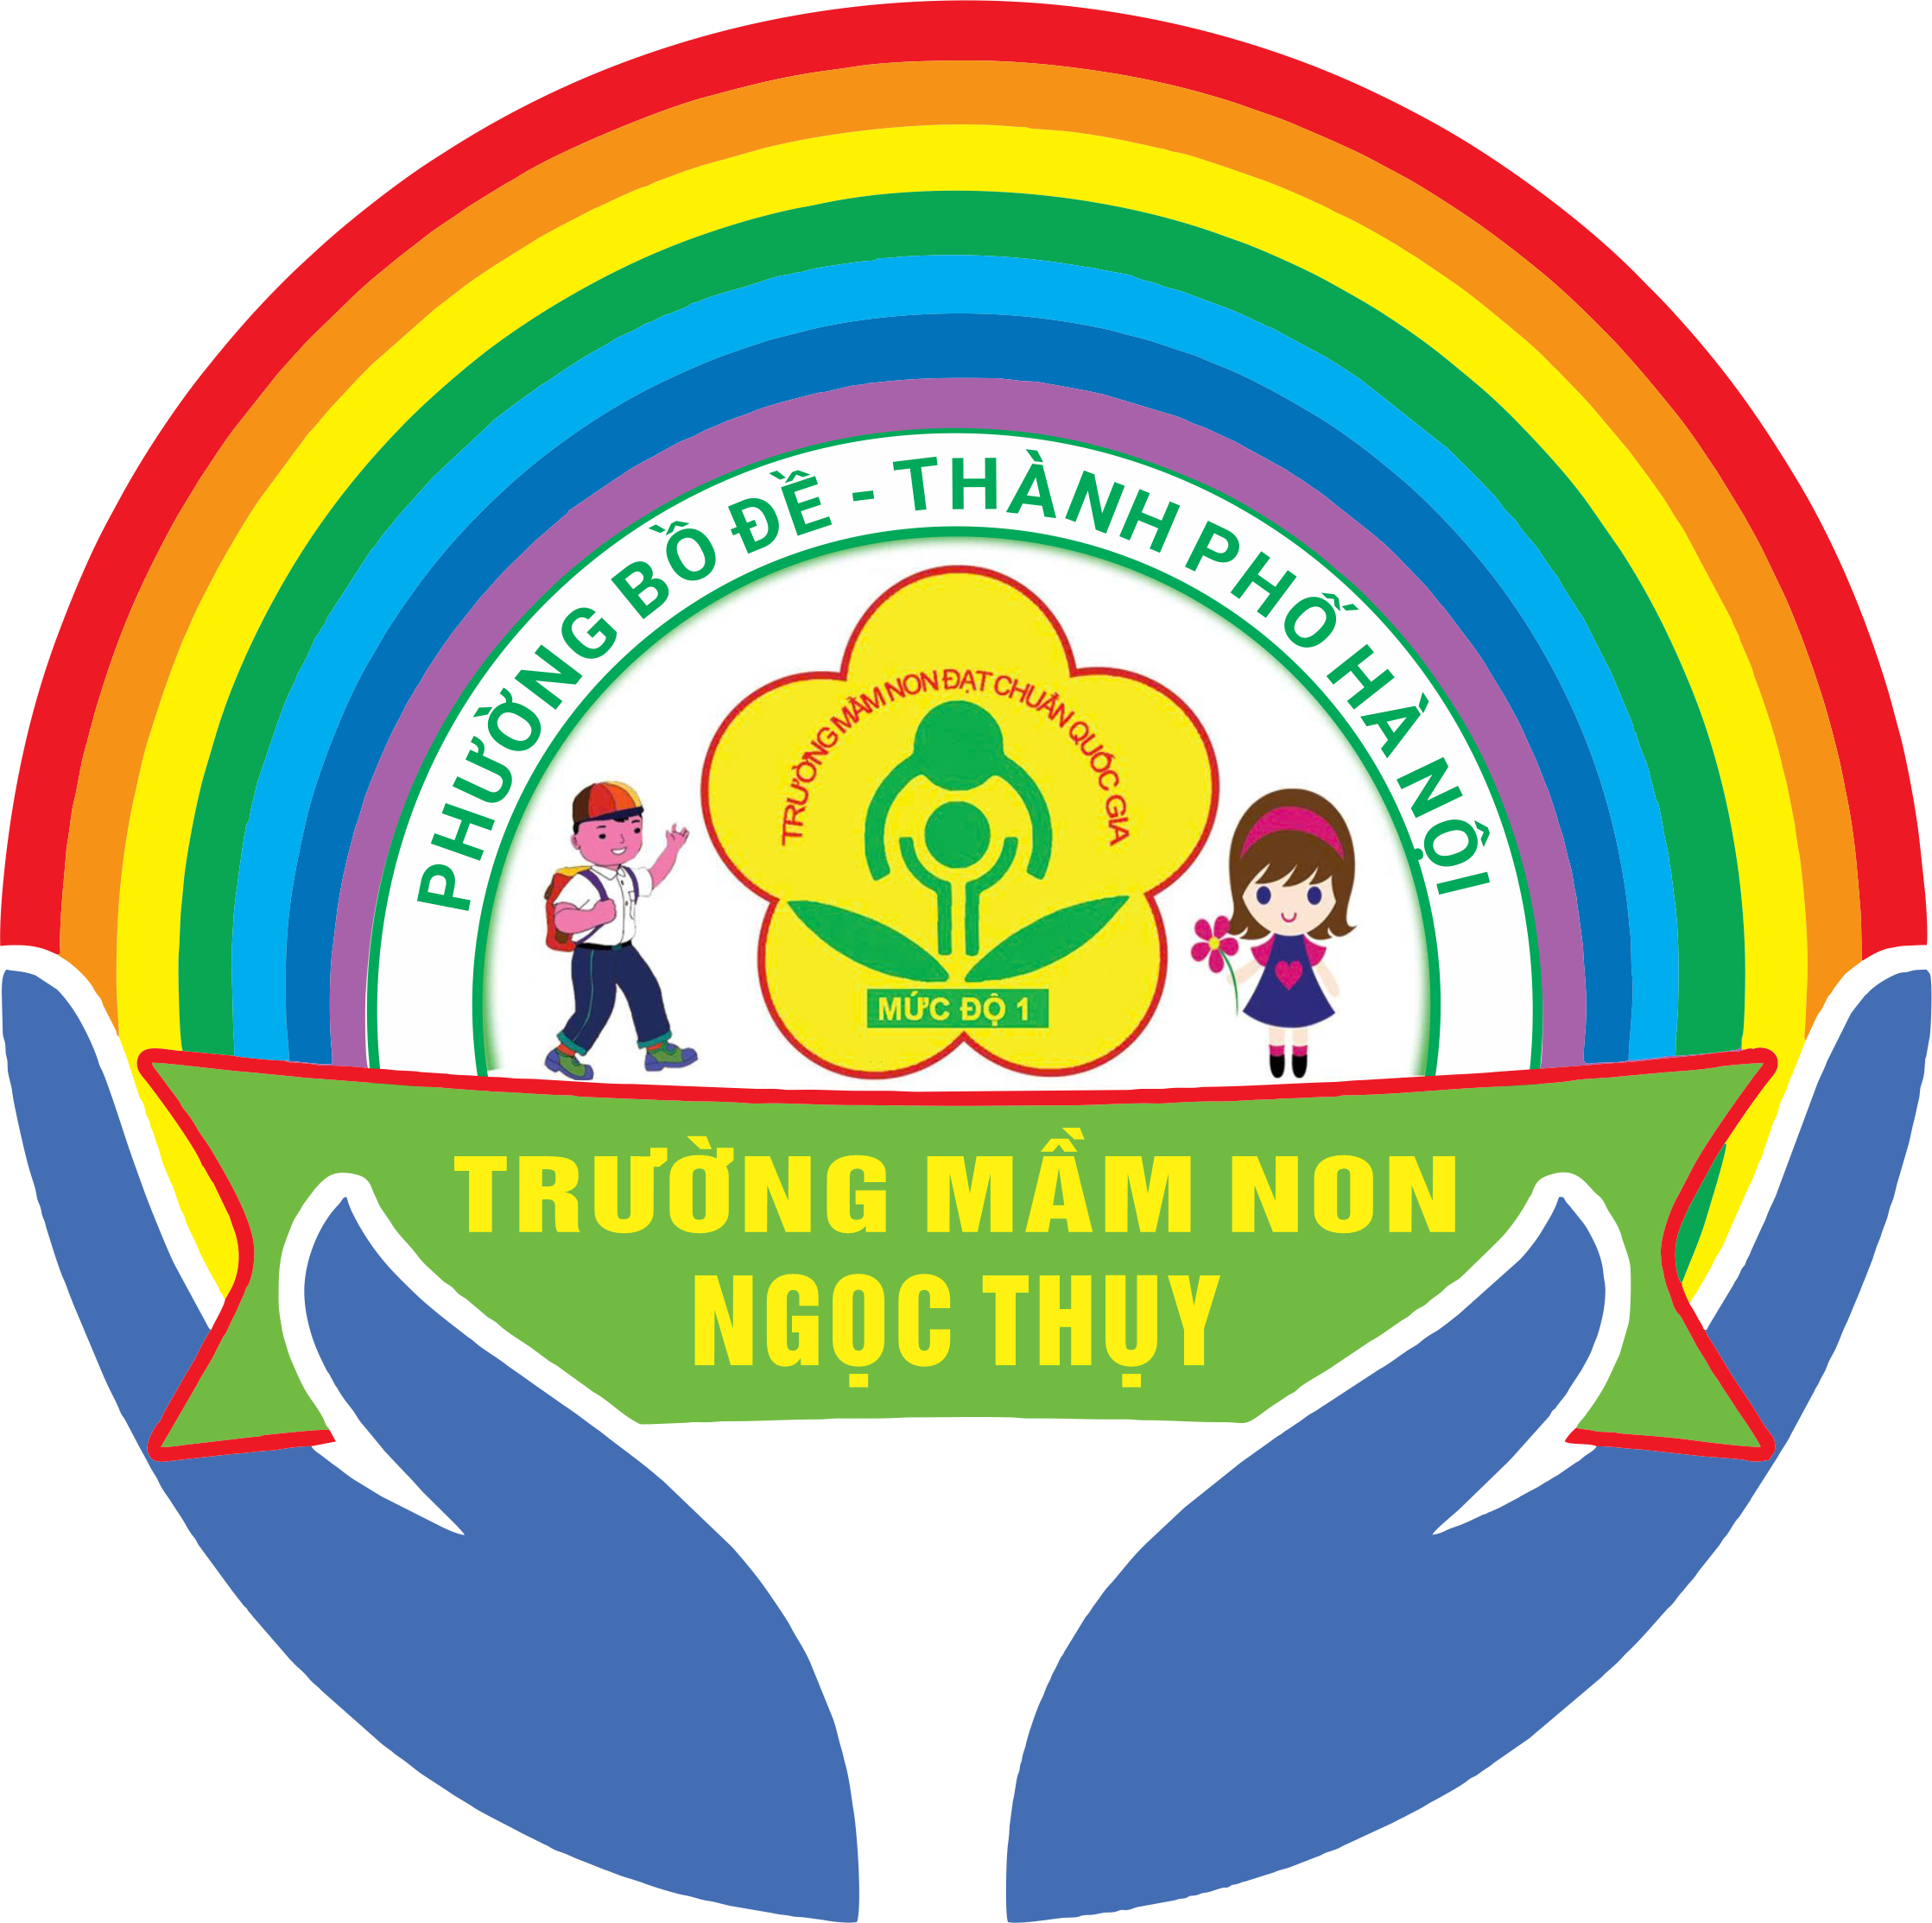 PHƯỜNG BỒ ĐỀ - THÀNH PHỐ HÀ NỘI
TRƯỜNG MẦM NON ĐẠT CHUẨN QUỐC GIA
MỨC ĐỘ 1
TRƯỜNG MẦM NON
NGỌC THỤY